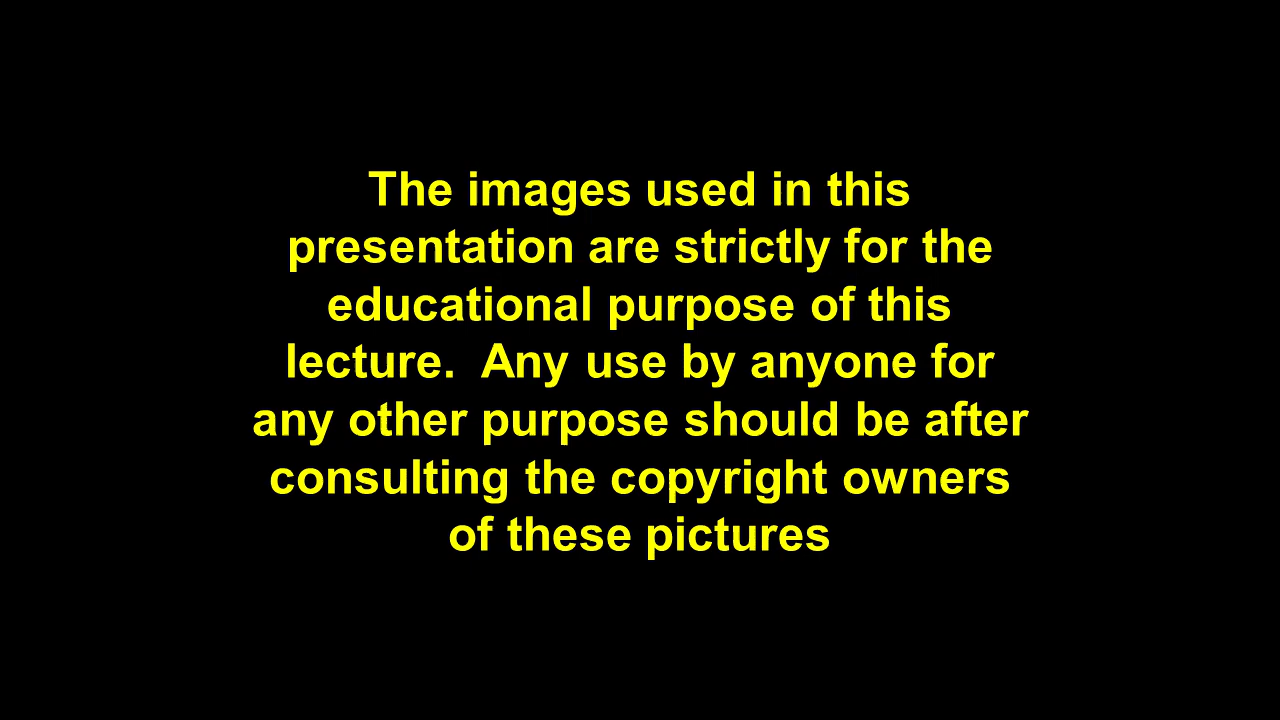 The images used in this
presentation are strictly for the
educational purpose of this
lecture.  Any use by anyone for
any other purpose should be after
consulting the copyright owners
of these pictures